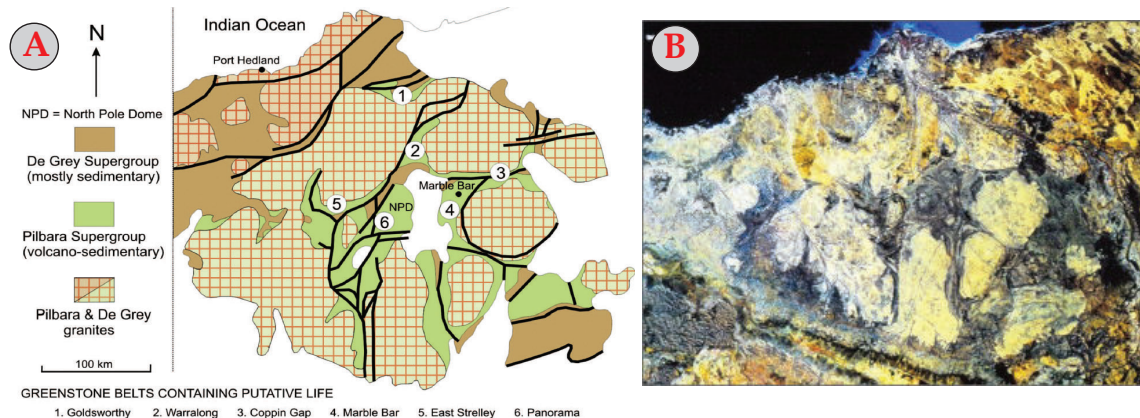 A
N
NPD = North Pole Dome
De Grey Supergroup
(mostly sedimentary)
Pilbara Supergroup
(volcano-sedimentary)
Pilbara & De Grey
granites
100 km
Indian Ocean
Port Hedland
1
2
3
Marble Bar
4
5
NPD
6
GREENSTONE BELTS CONTAINING PUTATIVE LIFE
1. Goldsworthy 2. Warralong 3. Coppin Gap 4. Marble Bar 5. East Strelley 6. Panorama
B